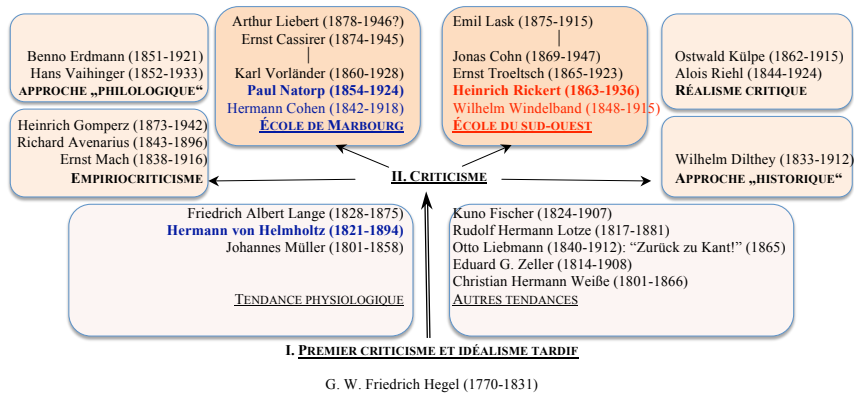 Benno Erdmann (1851-1921)
Hans Vaihinger (1852-1933)
APPROCHE „PHILOLOGIQUE“
Arthur Liebert (1878-1946?)
Ernst Cassirer (1874-1945)
Karl Vorländer (1860-1928)
Paul Natorp (1854-1924)
Hermann Cohen (1842-1918)
ÉCOLE DE MARBOURG
Emil Lask (1875-1915)
Jonas Cohn (1869-1947)
Ernst Troeltsch (1865-1923)
Heinrich Rickert (1863-1936)
Wilhelm Windelband (1848-1915)
ÉCOLE DU SUD-OUEST
Ostwald Külpe (1862-1915)
Alois Riehl (1844-1924)
RÉALISME CRITIQUE
Heinrich Gomperz (1873-1942)
Richard Avenarius (1843-1896)
Ernst Mach (1838-1916)
EMPIRIOCRITICISME
II. CRITICISME
Wilhelm Dilthey (1833-1912)
APPROCHE „HISTORIQUE“
Friedrich Albert Lange (1828-1875)
Hermann von Helmholtz (1821-1894)
Johannes Müller (1801-1858)
TENDANCE PHYSIOLOGIQUE
Kuno Fischer (1824-1907)
Rudolf Hermann Lotze (1817-1881)
Otto Liebmann (1840-1912): “Zurück zu Kant!” (1865)
Eduard G. Zeller (1814-1908)
Christian Hermann Weiße (1801-1866)
AUTRES TENDANCES
I. PREMIER CRITICISME ET IDÉALISME TARDIF
G. W. Friedrich Hegel (1770-1831)